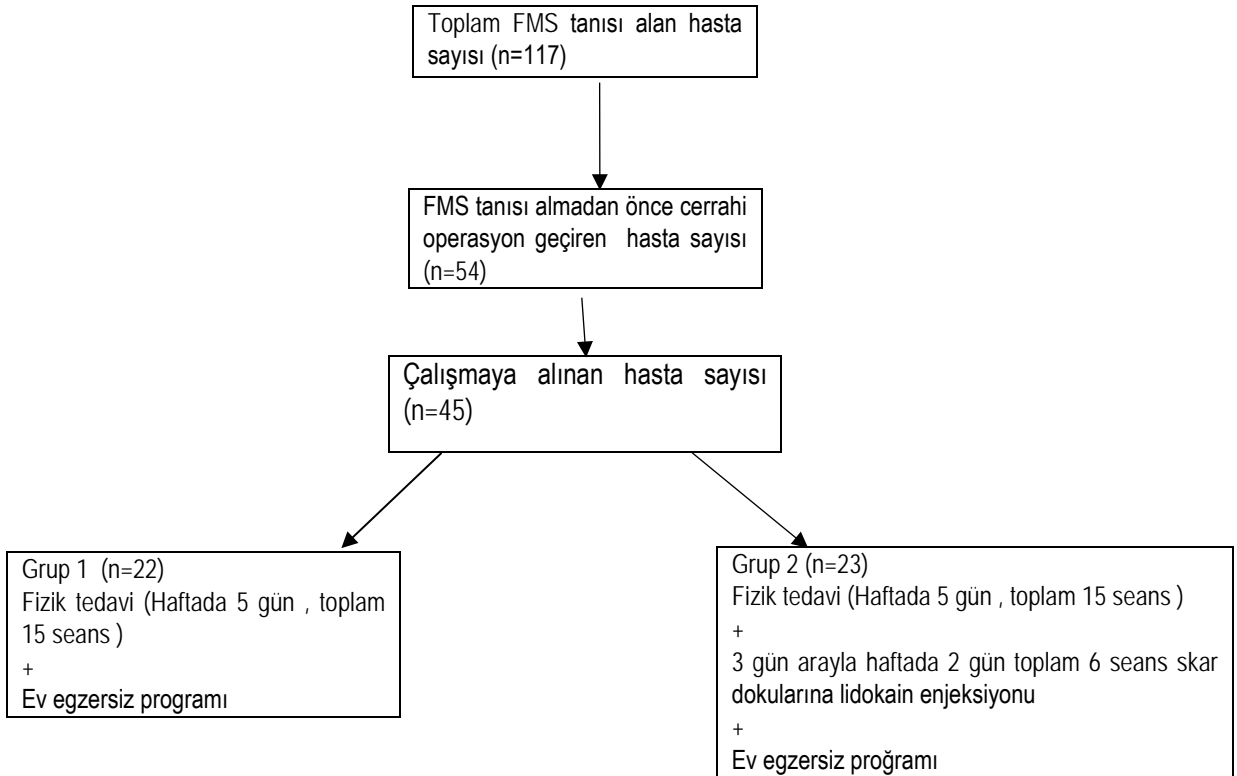 Toplam FMS tanısı alan hasta
sayısı (n=117)
FMS tanısı almadan önce cerrahi
operasyon geçiren hasta sayısı
(n=54)
Çalışmaya alınan hasta sayısı
(n=45)
Grup 1 (n=22)
Fizik tedavi (Haftada 5 gün , toplam
15 seans )
+
Ev egzersiz programı
Grup 2 (n=23)
Fizik tedavi (Haftada 5 gün , toplam 15 seans )
+
3 gün arayla haftada 2 gün toplam 6 seans skar
dokularına lidokain enjeksiyonu
+
Ev egzersiz proğramı